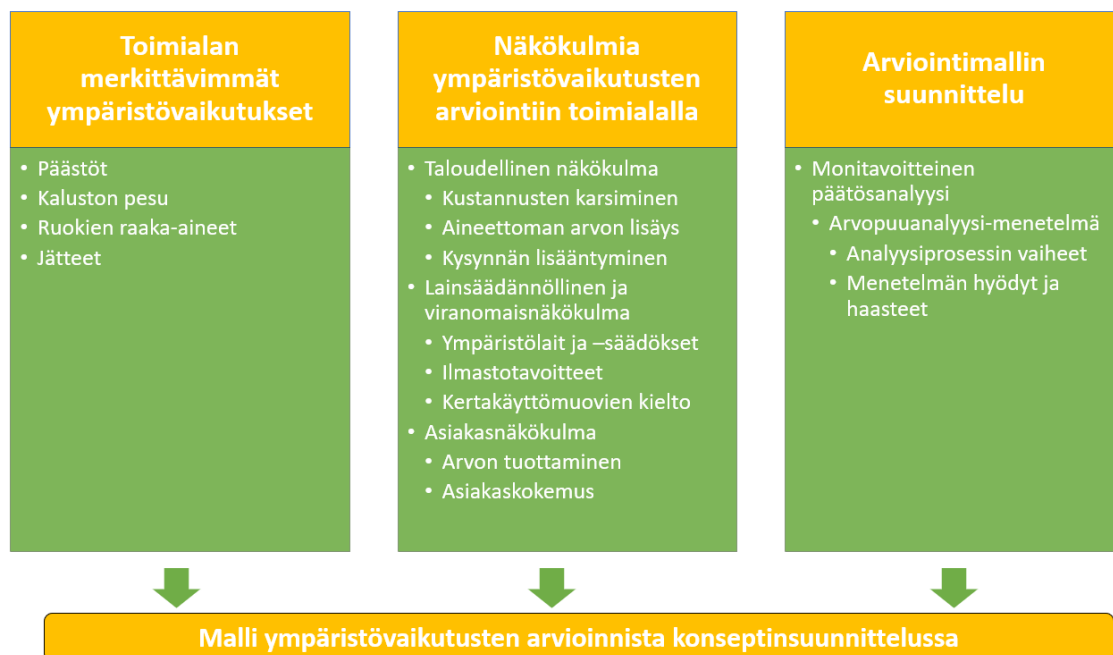 Toimialan
merkittävimmät
ympäristövaikutukset
• Päästöt
• Kaluston pesu
• Ruokien raaka-aineet
• Jätteet
Näkökulmia
ympäristövaikutusten
arviointiin toimialalla
• Taloudellinen näkökulma
• Kustannusten karsiminen
• Aineettoman arvon lisäys
• Kysynnän lisääntyminen
• Lainsäädännöllinen ja
viranomaisnäkökulma
• Ympäristölait ja –säädökset
• Ilmastotavoitteet
• Kertakäyttömuovien kielto
• Asiakasnäkökulma
• Arvon tuottaminen
• Asiakaskokemus
Arviointimallin
suunnittelu
• Monitavoitteinen
päätösanalyysi
• Arvopuuanalyysi-menetelmä
• Analyysiprosessin vaiheet
• Menetelmän hyödyt ja
haasteet
Malli ympäristövaikutusten arvioinnista konseptinsuunnittelussa